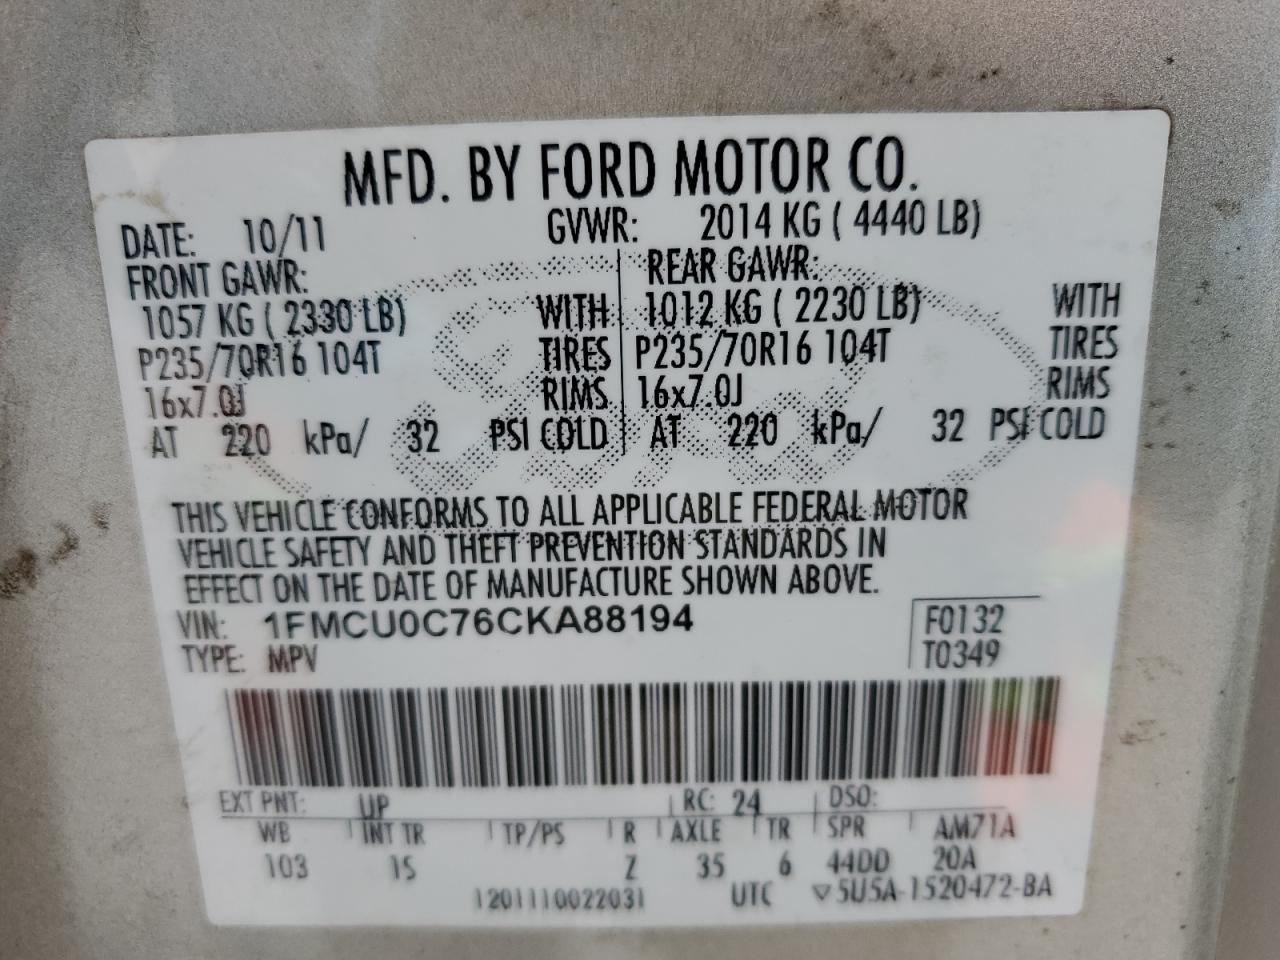 MFD. BY FORD MOTOR CO.
DATE: 10/11 GVWR: 2014 KG ( 4440 LB)
FRONT GAWR: REAR GAWR:
1057 KG ( 2330 LB) WITH 1012 KG ( 2230 LB) WITH
P235/70R16 104T TIRES P235/70R16 104T TIRES
16x7.0J RIMS 16x7.0J RIMS
AT 220 kPa/ 32 PSI COLD AT 220 kPa/ 32 PSI COLD
THIS VEHICLE CONFORMS TO ALL APPLICABLE FEDERAL MOTOR
VEHICLE SAFETY AND THEFT PREVENTION STANDARDS IN
EFFECT ON THE DATE OF MANUFACTURE SHOWN ABOVE.
VIN: 1FMCU0C76CKA88194 F0132
TYPE: MPV T0349
EXT PNT: UP RC: 24 DSO:
WB INT TR TP/PS R AXLE TR SPR AM71A
103 IS Z 35 6 44DD 20A
1201110022031 UTC ▽5U5A-1520472-BA
Ford